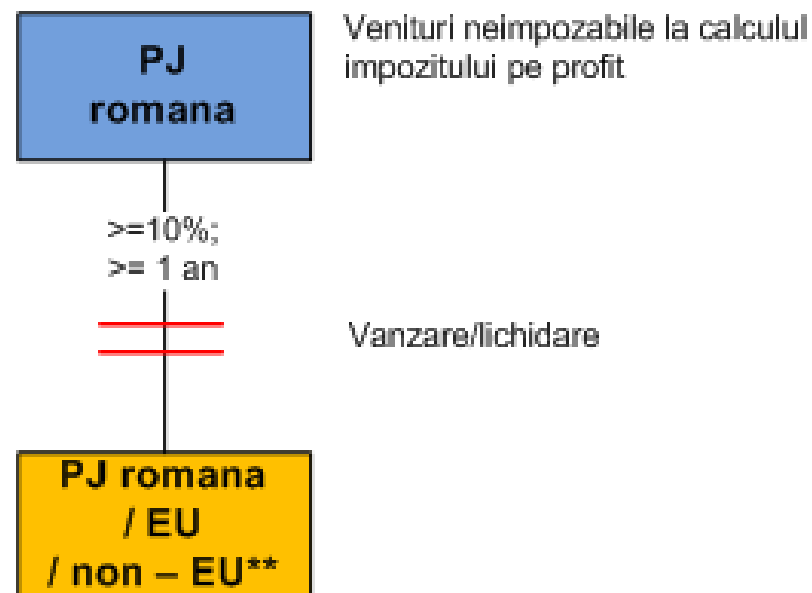 PJ
romana
Venituri neimpozabile la calculul
impozitului pe profit
>=10%;
>= 1 an
Vanzare/lichidare
PJ romana
/ EU
/ non – EU**